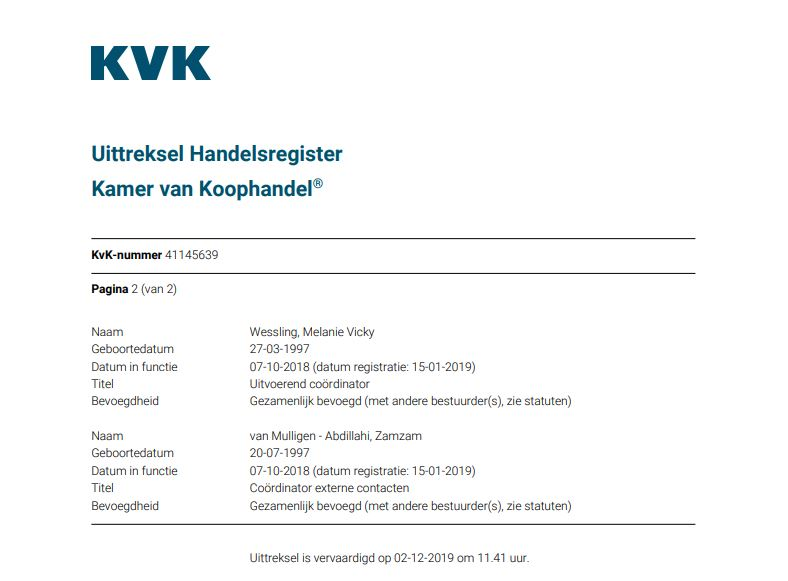 KVK
Uittreksel Handelsregister
Kamer van Koophandel®
KvK-nummer 41145639
Pagina 2 (van 2)
Naam Wessling, Melanie Vicky
Geboortedatum 27-03-1997
Datum in functie 07-10-2018 (datum registratie: 15-01-2019)
Titel Uitvoerend coördinator
Bevoegdheid Gezamenlijk bevoegd (met andere bestuurder(s), zie statuten)
Naam van Mulligen - Abdillahi, Zamzam
Geboortedatum 20-07-1997
Datum in functie 07-10-2018 (datum registratie: 15-01-2019)
Titel Coördinator externe contacten
Bevoegdheid Gezamenlijk bevoegd (met andere bestuurder(s), zie statuten)
Uittreksel is vervaardigd op 02-12-2019 om 11.41 uur.